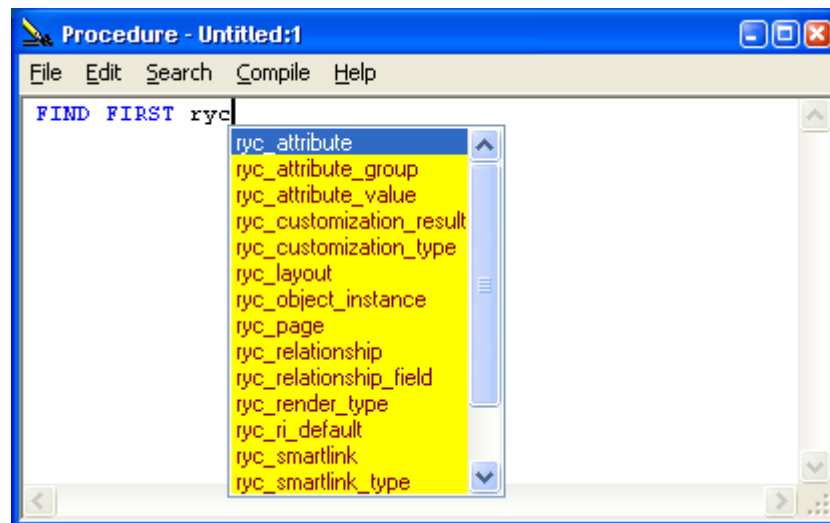 Procedure - Untitled:1
File Edit Search Compile Help
FIND FIRST ryc
ryc_attribute
ryc_attribute_group
ryc_attribute_value
ryc_customization_result
ryc_customization_type
ryc_layout
ryc_object_instance
ryc_page
ryc_relationship
ryc_relationship_field
ryc_render_type
ryc_ri_default
ryc_smartlink
ryc_smartlink_type